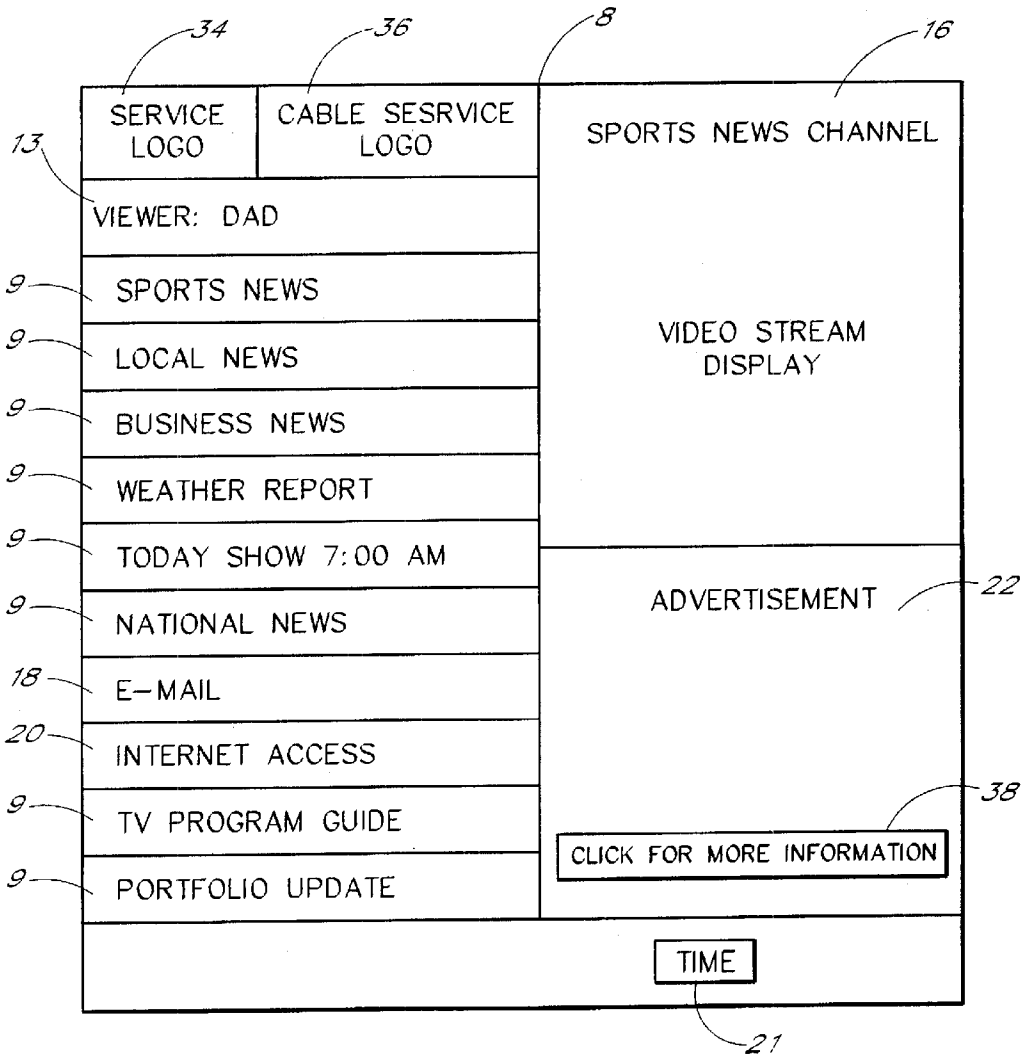 34
36
8
16
SERVICE
LOGO
CABLE SESRVICE
LOGO
SPORTS NEWS CHANNEL
13
VIEWER: DAD
9
SPORTS NEWS
9
LOCAL NEWS
VIDEO STREAM
DISPLAY
9
BUSINESS NEWS
9
WEATHER REPORT
9
TODAY SHOW 7:00 AM
9
NATIONAL NEWS
ADVERTISEMENT
22
18
E-MAIL
20
INTERNET ACCESS
9
TV PROGRAM GUIDE
38
CLICK FOR MORE INFORMATION
9
PORTFOLIO UPDATE
TIME
21